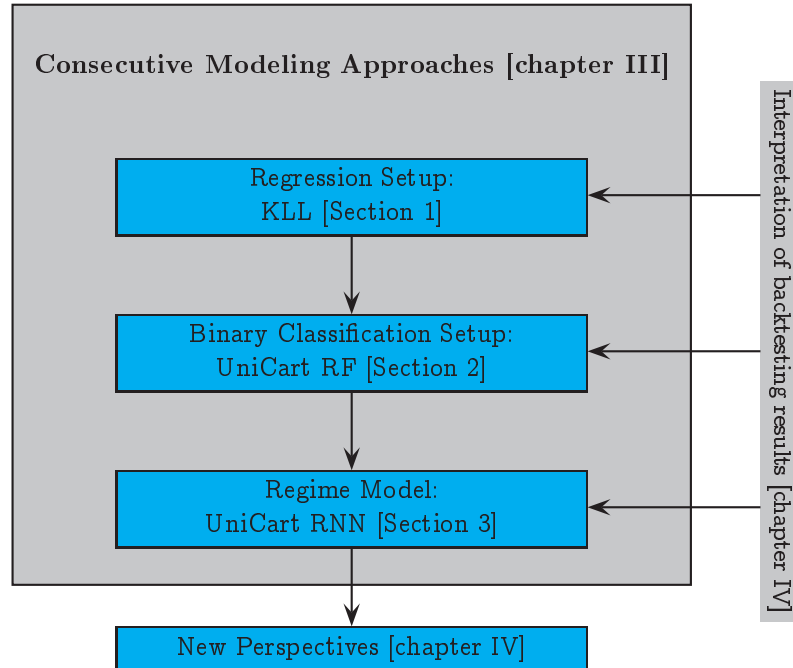 Consecutive Modeling Approaches [chapter III]
Regression Setup:
KLL [Section 1]
Binary Classification Setup:
UniCart RF [Section 2]
Regime Model:
UniCart RNN [Section 3]
New Perspectives [chapter IV]
Interpretation of backtesting results [chapter IV]